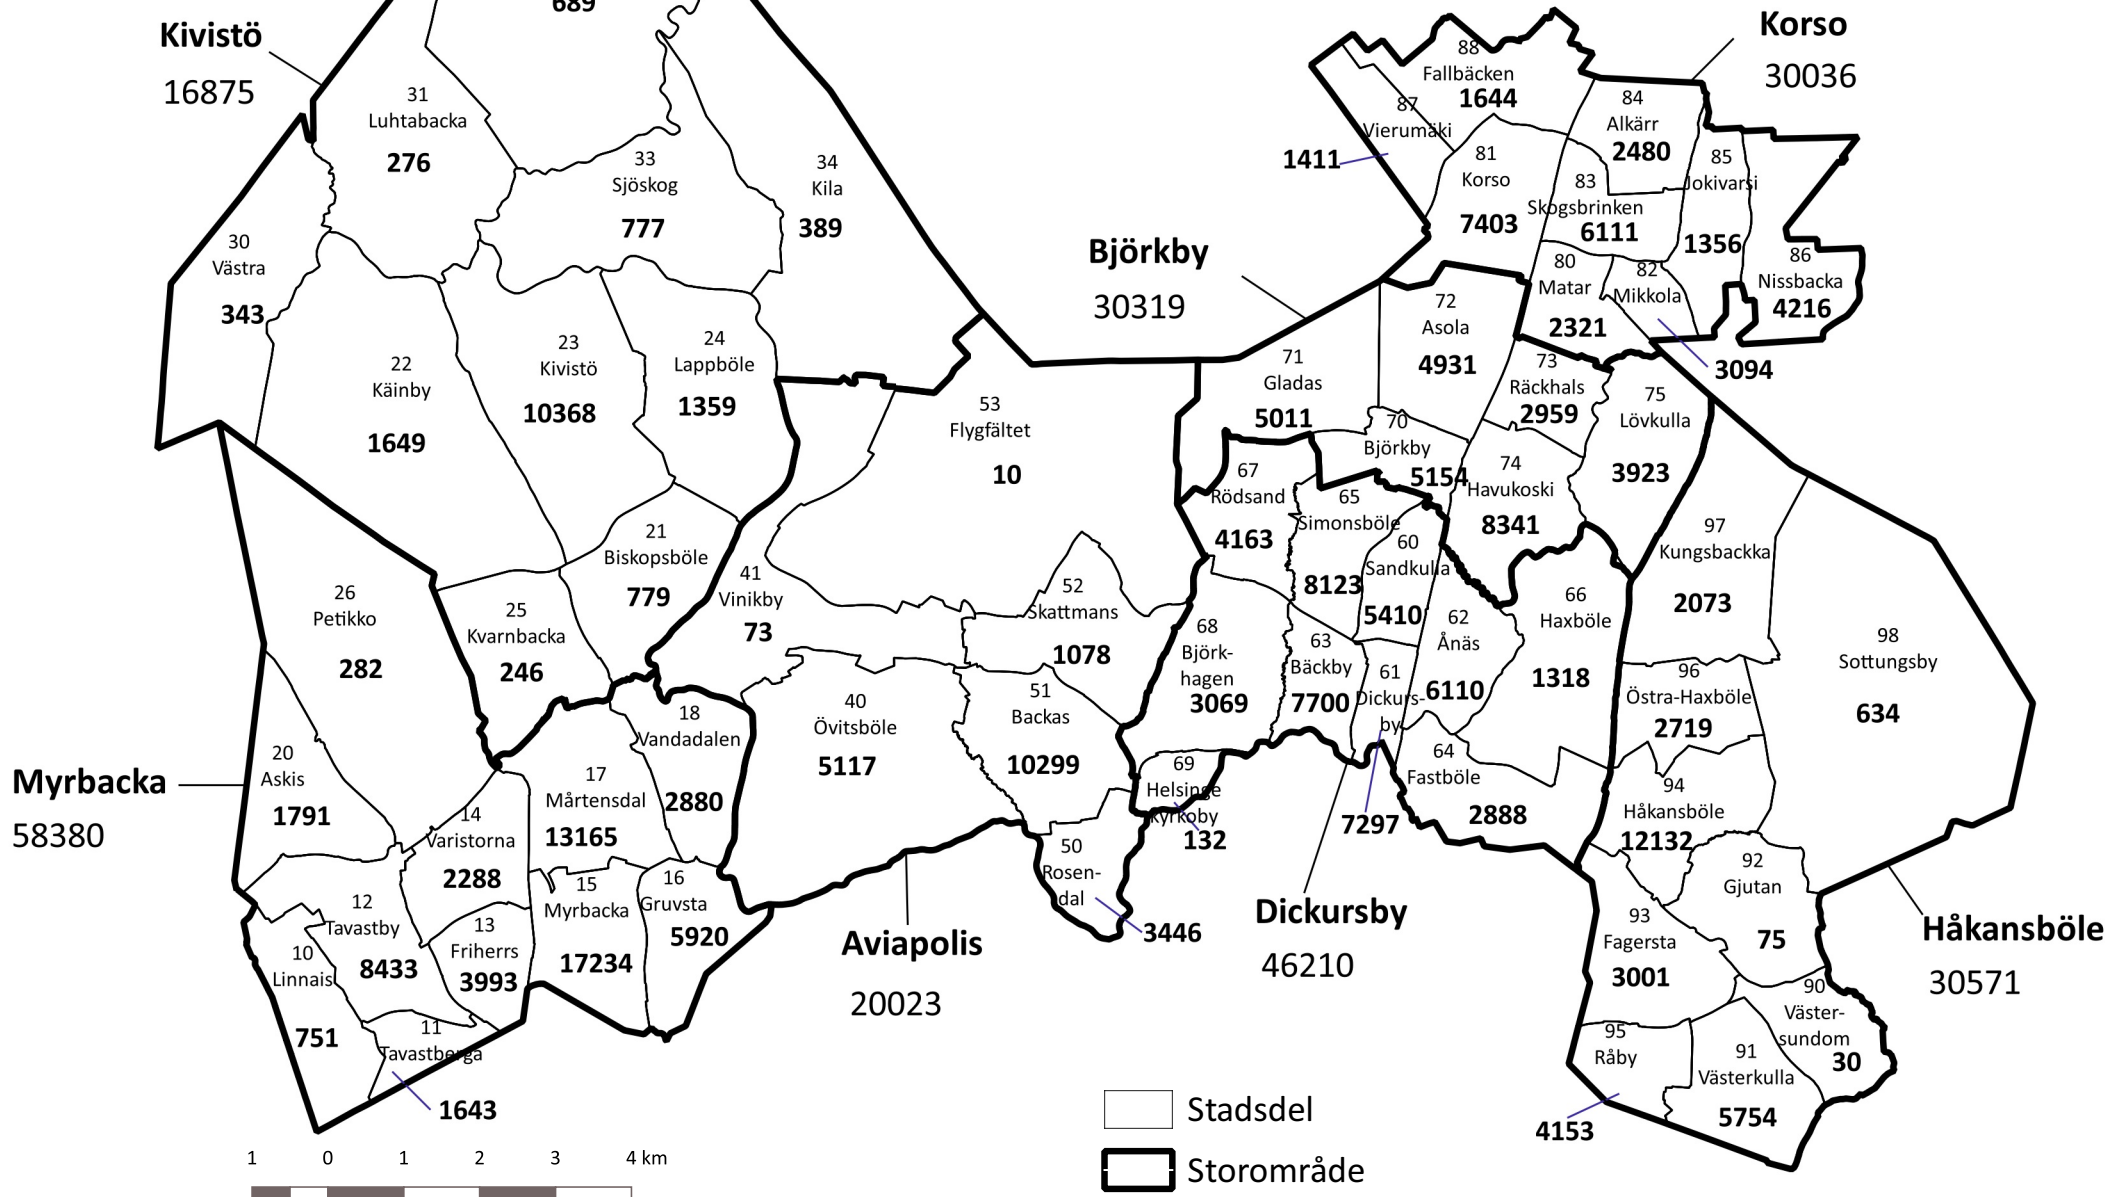 689
Kivistö
16875
31
Luhtabacka
276
33
Sjöskog
777
34
Kila
389
30
Västra
343
22
Käinby
1649
23
Kivistö
10368
24
Lappböle
1359
21
Biskopsböle
779
25
Kvarnbacka
246
Korso
30036
88
Fallbäcken
1644
87
Vierumäki
1411
84
Alkärr
2480
81
Korso
7403
83
Skogsbrinken
6111
85
Jokivarsi
1356
86
Nissbacka
4216
80
Matar
2321
82
Mikkola
3094
Björkby
30319
71
Gladas
5011
72
Asola
4931
73
Räckhals
2959
75
Lövkulla
3923
70
Björkby
5154
74
Havukoski
8341
53
Flygfältet
10
41
Vinikby
73
52
Skattmans
1078
40
Övitsböle
5117
51
Backas
10299
50
Rosen-
dal
3446
Aviapolis
20023
67
Rödsand
4163
65
Simonsböle
8123
60
Sandkulla
5410
68
Björk-
hagen
3069
63
Bäckby
7700
61
Dickurs-
by
7297
62
Ånäs
6110
66
Haxböle
1318
64
Fastböle
2888
69
Helsinge
kyrkoby
132
Dickursby
46210
97
Kungsbackka
2073
98
Sottungsby
634
96
Östra-Haxböle
2719
94
Håkansböle
12132
92
Gjutan
75
93
Fagersta
3001
90
Väster-
sundom
30
95
Råby
4153
91
Västerkulla
5754
Håkansböle
30571
Myrbacka
58380
26
Petikko
282
20
Askis
1791
18
Vandadalen
2880
17
Mårtensdal
13165
14
Varistorna
2288
15
Myrbacka
17234
16
Gruvsta
5920
12
Tavastby
8433
13
Friherrs
3993
10
Linnais
751
11
Tavastberga
1643
Stadsdel
Storområde
1 0 1 2 3 4 km